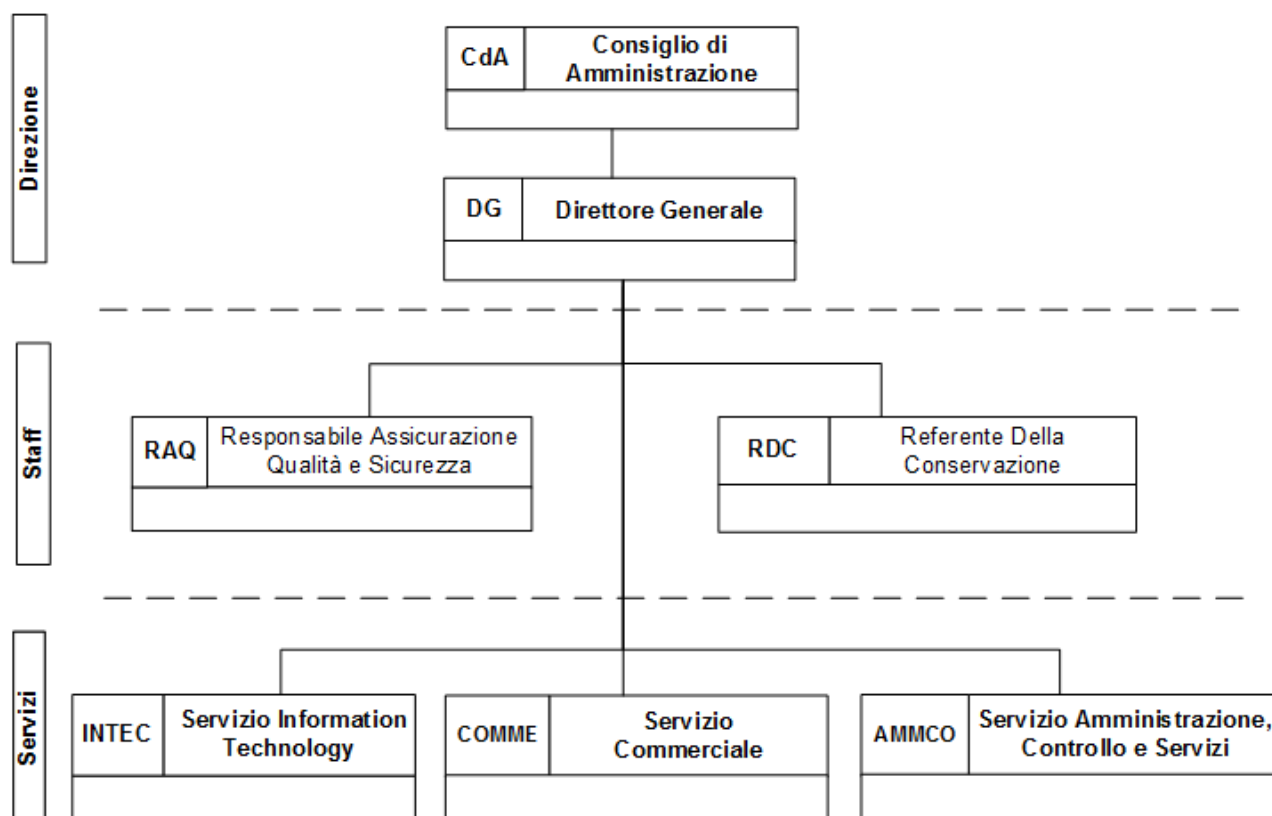 Direzione
CdA
Consiglio di
Amministrazione
DG
Direttore Generale
Staff
RAQ
Responsabile Assicurazione
Qualità e Sicurezza
RDC
Referente Della
Conservazione
Servizi
INTEC
Servizio Information
Technology
COMME
Servizio
Commerciale
AMMCO
Servizio Amministrazione,
Controllo e Servizi